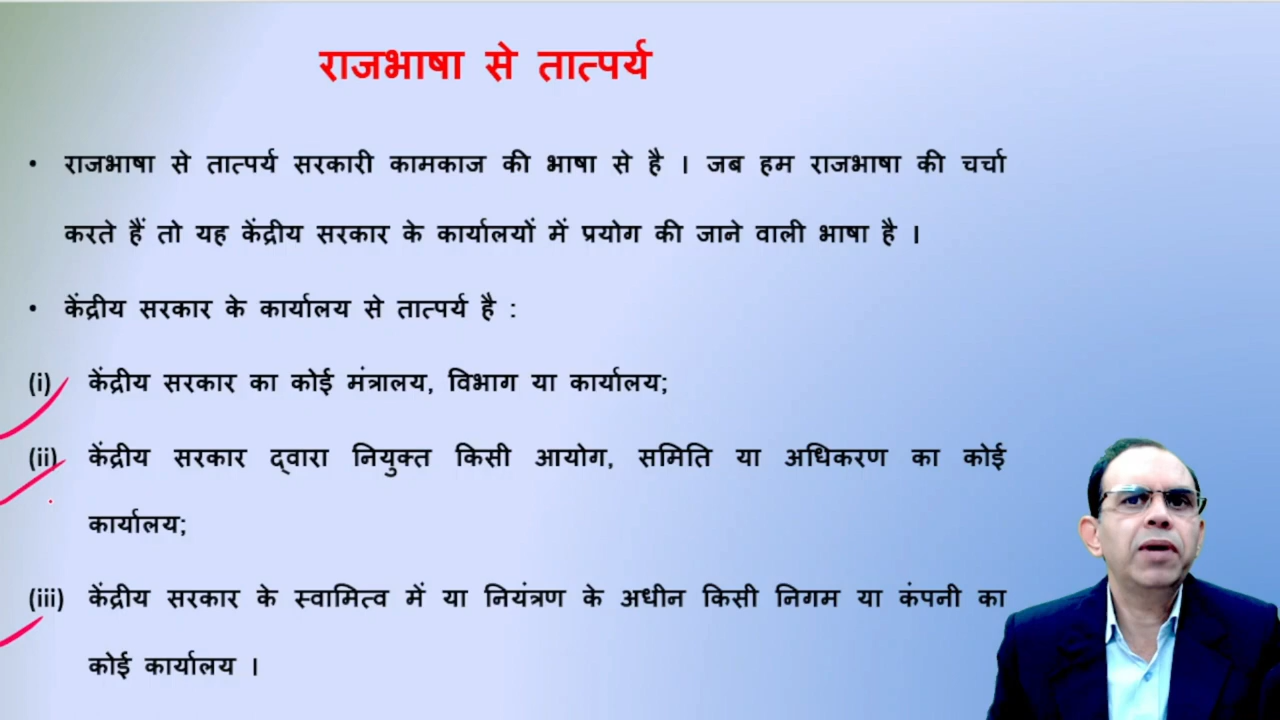 राजभाषा से तात्पर्य
• राजभाषा से तात्पर्य सरकारी कामकाज की भाषा से है । जब हम राजभाषा की चर्चा
करते हैं तो यह केंद्रीय सरकार के कार्यालयों में प्रयोग की जाने वाली भाषा है ।
• केंद्रीय सरकार के कार्यालय से तात्पर्य है :
(i) केंद्रीय सरकार का कोई मंत्रालय, विभाग या कार्यालय;
(ii) केंद्रीय सरकार द्वारा नियुक्त किसी आयोग, समिति या अधिकरण का कोई
कार्यालय;
(iii) केंद्रीय सरकार के स्वामित्व में या नियंत्रण के अधीन किसी निगम या कंपनी का
कोई कार्यालय ।